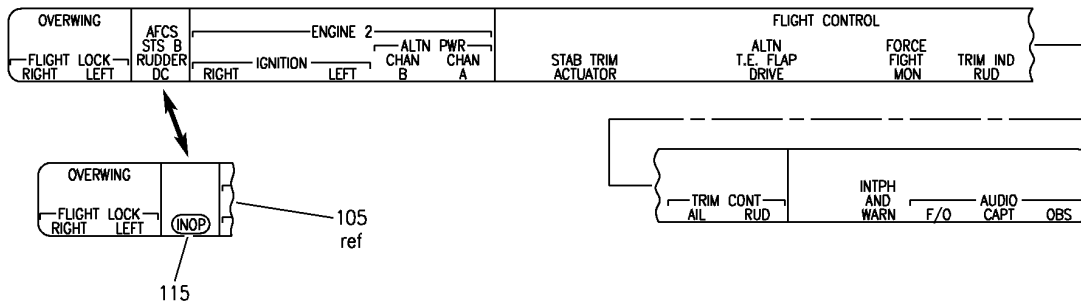 OVERWING
FLIGHT LOCK
RIGHT LEFT
AFCS
STS B
RUDDER
DC
ENGINE 2
IGNITION
RIGHT LEFT
ALTN PWR
CHAN CHAN
B A
FLIGHT CONTROL
STAB TRIM
ACTUATOR
ALTN
T.E. FLAP
DRIVE
FORCE
FIGHT
MON
TRIM IND
RUD
OVERWING
FLIGHT LOCK
RIGHT LEFT
INOP
105
ref
115
TRIM CONT
AIL RUD
INTPH
AND
WARN
AUDIO
F/O CAPT OBS